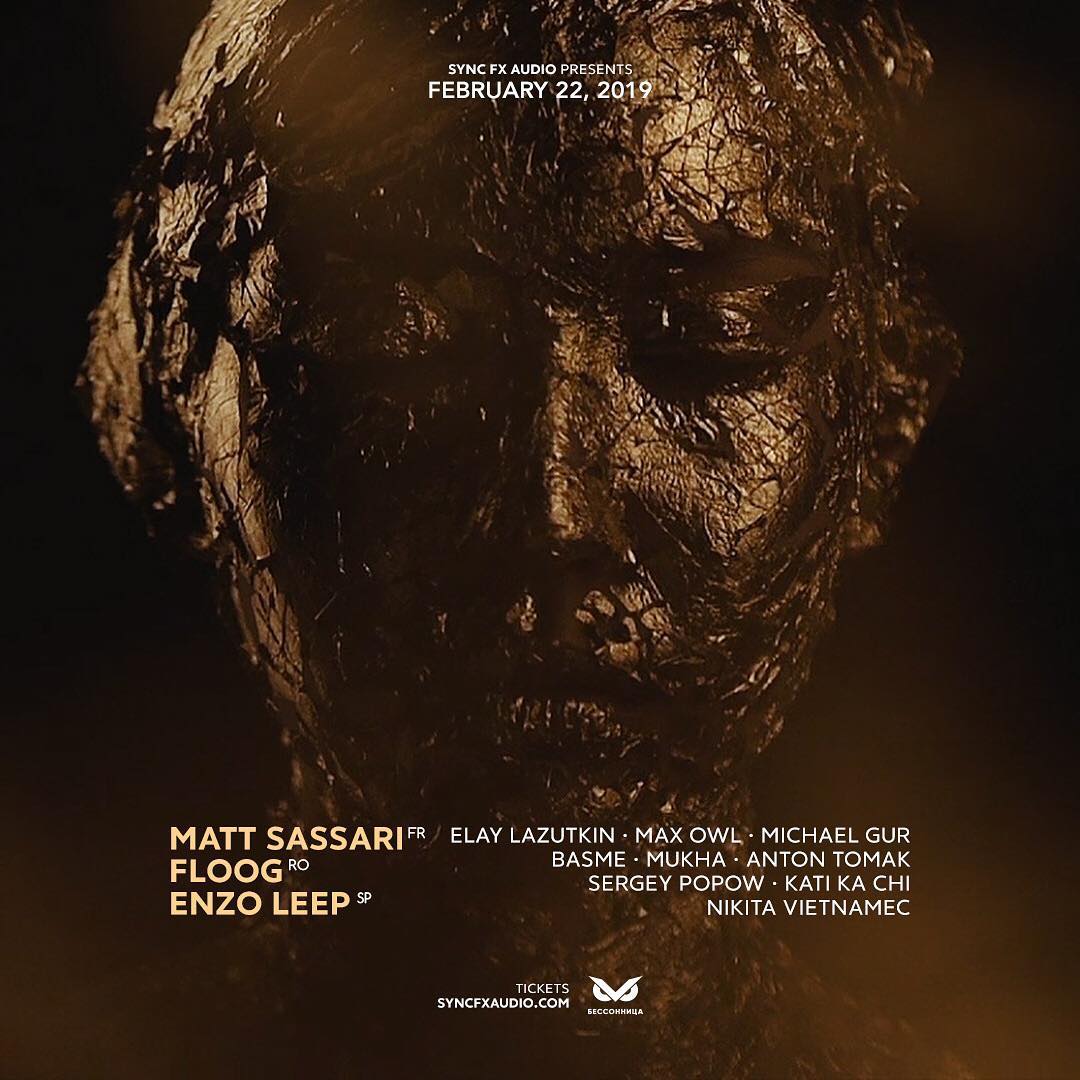 SYNC FX AUDIO PRESENTS
FEBRUARY 22, 2019
MATT SASSARI FR
FLOOG RO
ENZO LEEP SP
ELAY LAZUTKIN · MAX OWL · MICHAEL GUR
BASME · MUKHA · ANTON TOMAK
SERGEY POPOW · KATI KA CHI
NIKITA VIETNAMEC
TICKETS
SYNCFXAUDIO.COM
БЕССОННИЦА